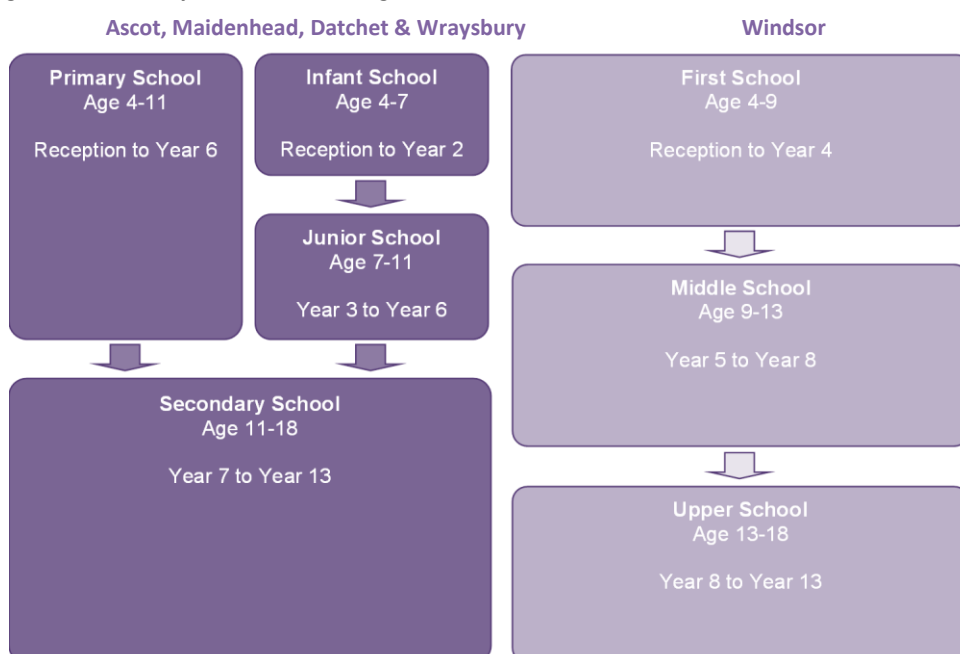 Ascot, Maidenhead, Datchet & Wraysbury
Windsor
Primary School
Age 4-11
Reception to Year 6
Infant School
Age 4-7
Reception to Year 2
Junior School
Age 7-11
Year 3 to Year 6
Secondary School
Age 11-18
Year 7 to Year 13
First School
Age 4-9
Reception to Year 4
Middle School
Age 9-13
Year 5 to Year 8
Upper School
Age 13-18
Year 8 to Year 13